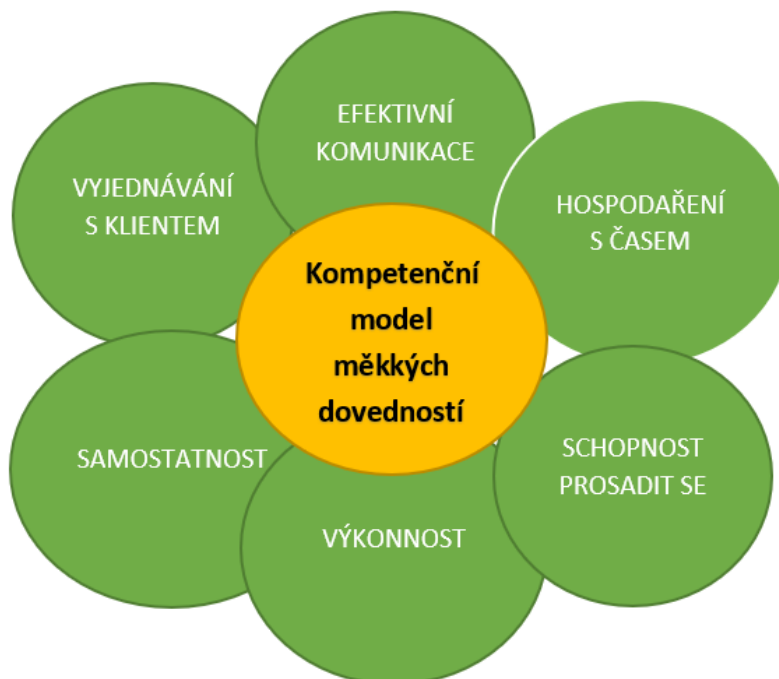 EFEKTIVNÍ
KOMUNIKACE
VYJEDNÁVÁNÍ
S KLIENTEM
HOSPODAŘENÍ
S ČASEM
Kompetenční
model
měkkých
dovedností
SAMOSTATNOST
SCHOPNOST
PROSADIT SE
VÝKONNOST